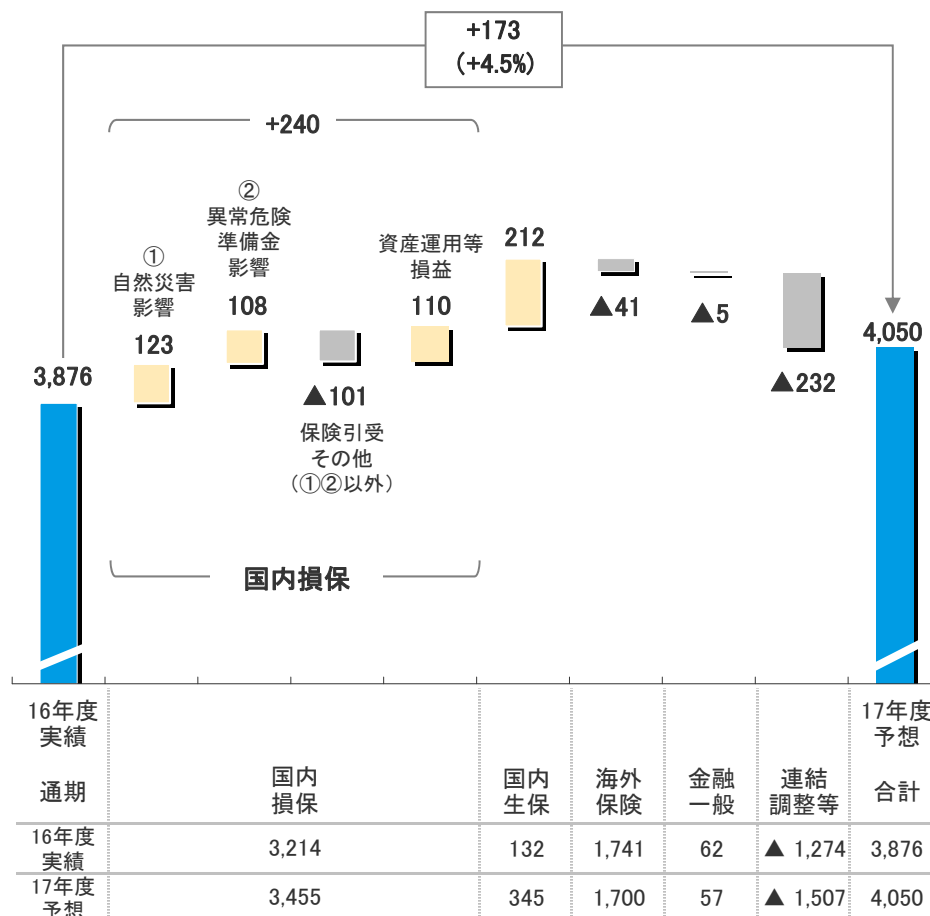 +173
(+4.5%)
+240
①
自然災害
影響
123
②
異常危険
準備金
影響
108
▲101
保険引受
その他
(①②以外)
資産運用等
損益
110
212
▲41
▲5
▲232
3,876
4,050
国内損保
16年度
実績
17年度
予想
通期
国内
損保
国内
生保
海外
保険
金融
一般
連結
調整等
合計
16年度
実績
3,214
132
1,741
62
▲ 1,274
3,876
17年度
予想
3,455
345
1,700
57
▲ 1,507
4,050